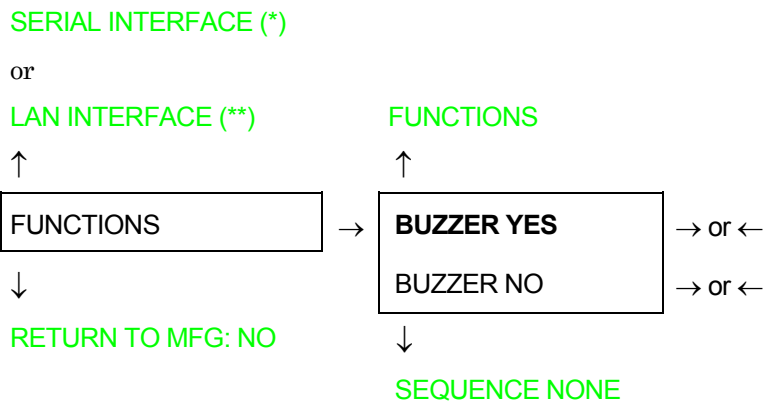 SERIAL INTERFACE (*)
or
LAN INTERFACE (**) FUNCTIONS
↑ ↑
FUNCTIONS → BUZZER YES → or ←
BUZZER NO → or ←
↓
RETURN TO MFG: NO ↓
SEQUENCE NONE